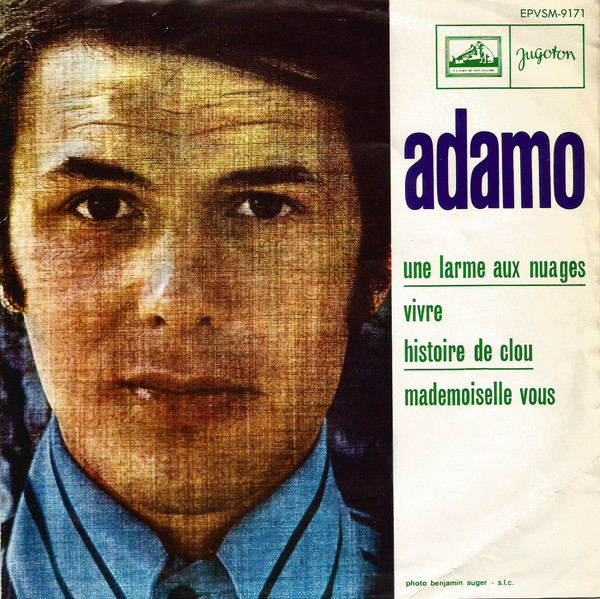 EPVSM-9171
Jugoton
adamo
une larme aux nuages
vivre
histoire de clou
mademoiselle vous
photo benjamin auger - s.l.c.